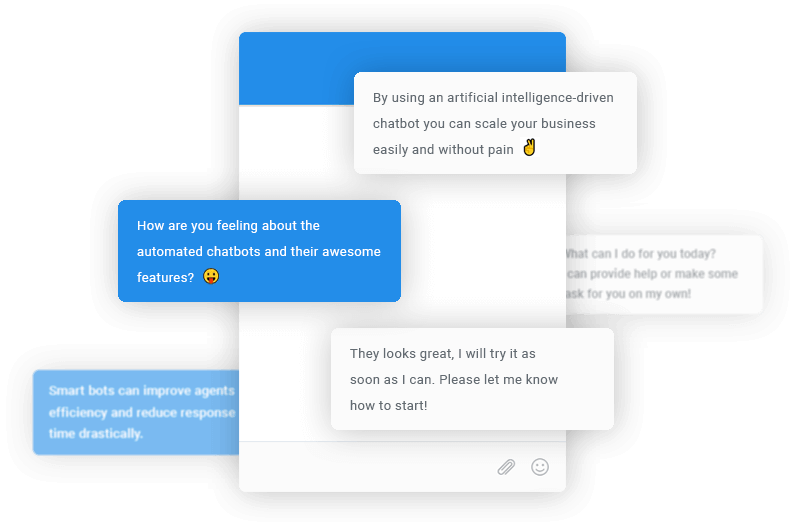 By using an artificial intelligence-driven
chatbot you can scale your business
easily and without pain ✌
How are you feeling about the
automated chatbots and their awesome
features? 😛
What can I do for you today?
can provide help or make some
ask for you on my own!
They looks great, I will try it as
soon as I can. Please let me know
how to start!
Smart bots can improve agents
efficiency and reduce response
time drastically.